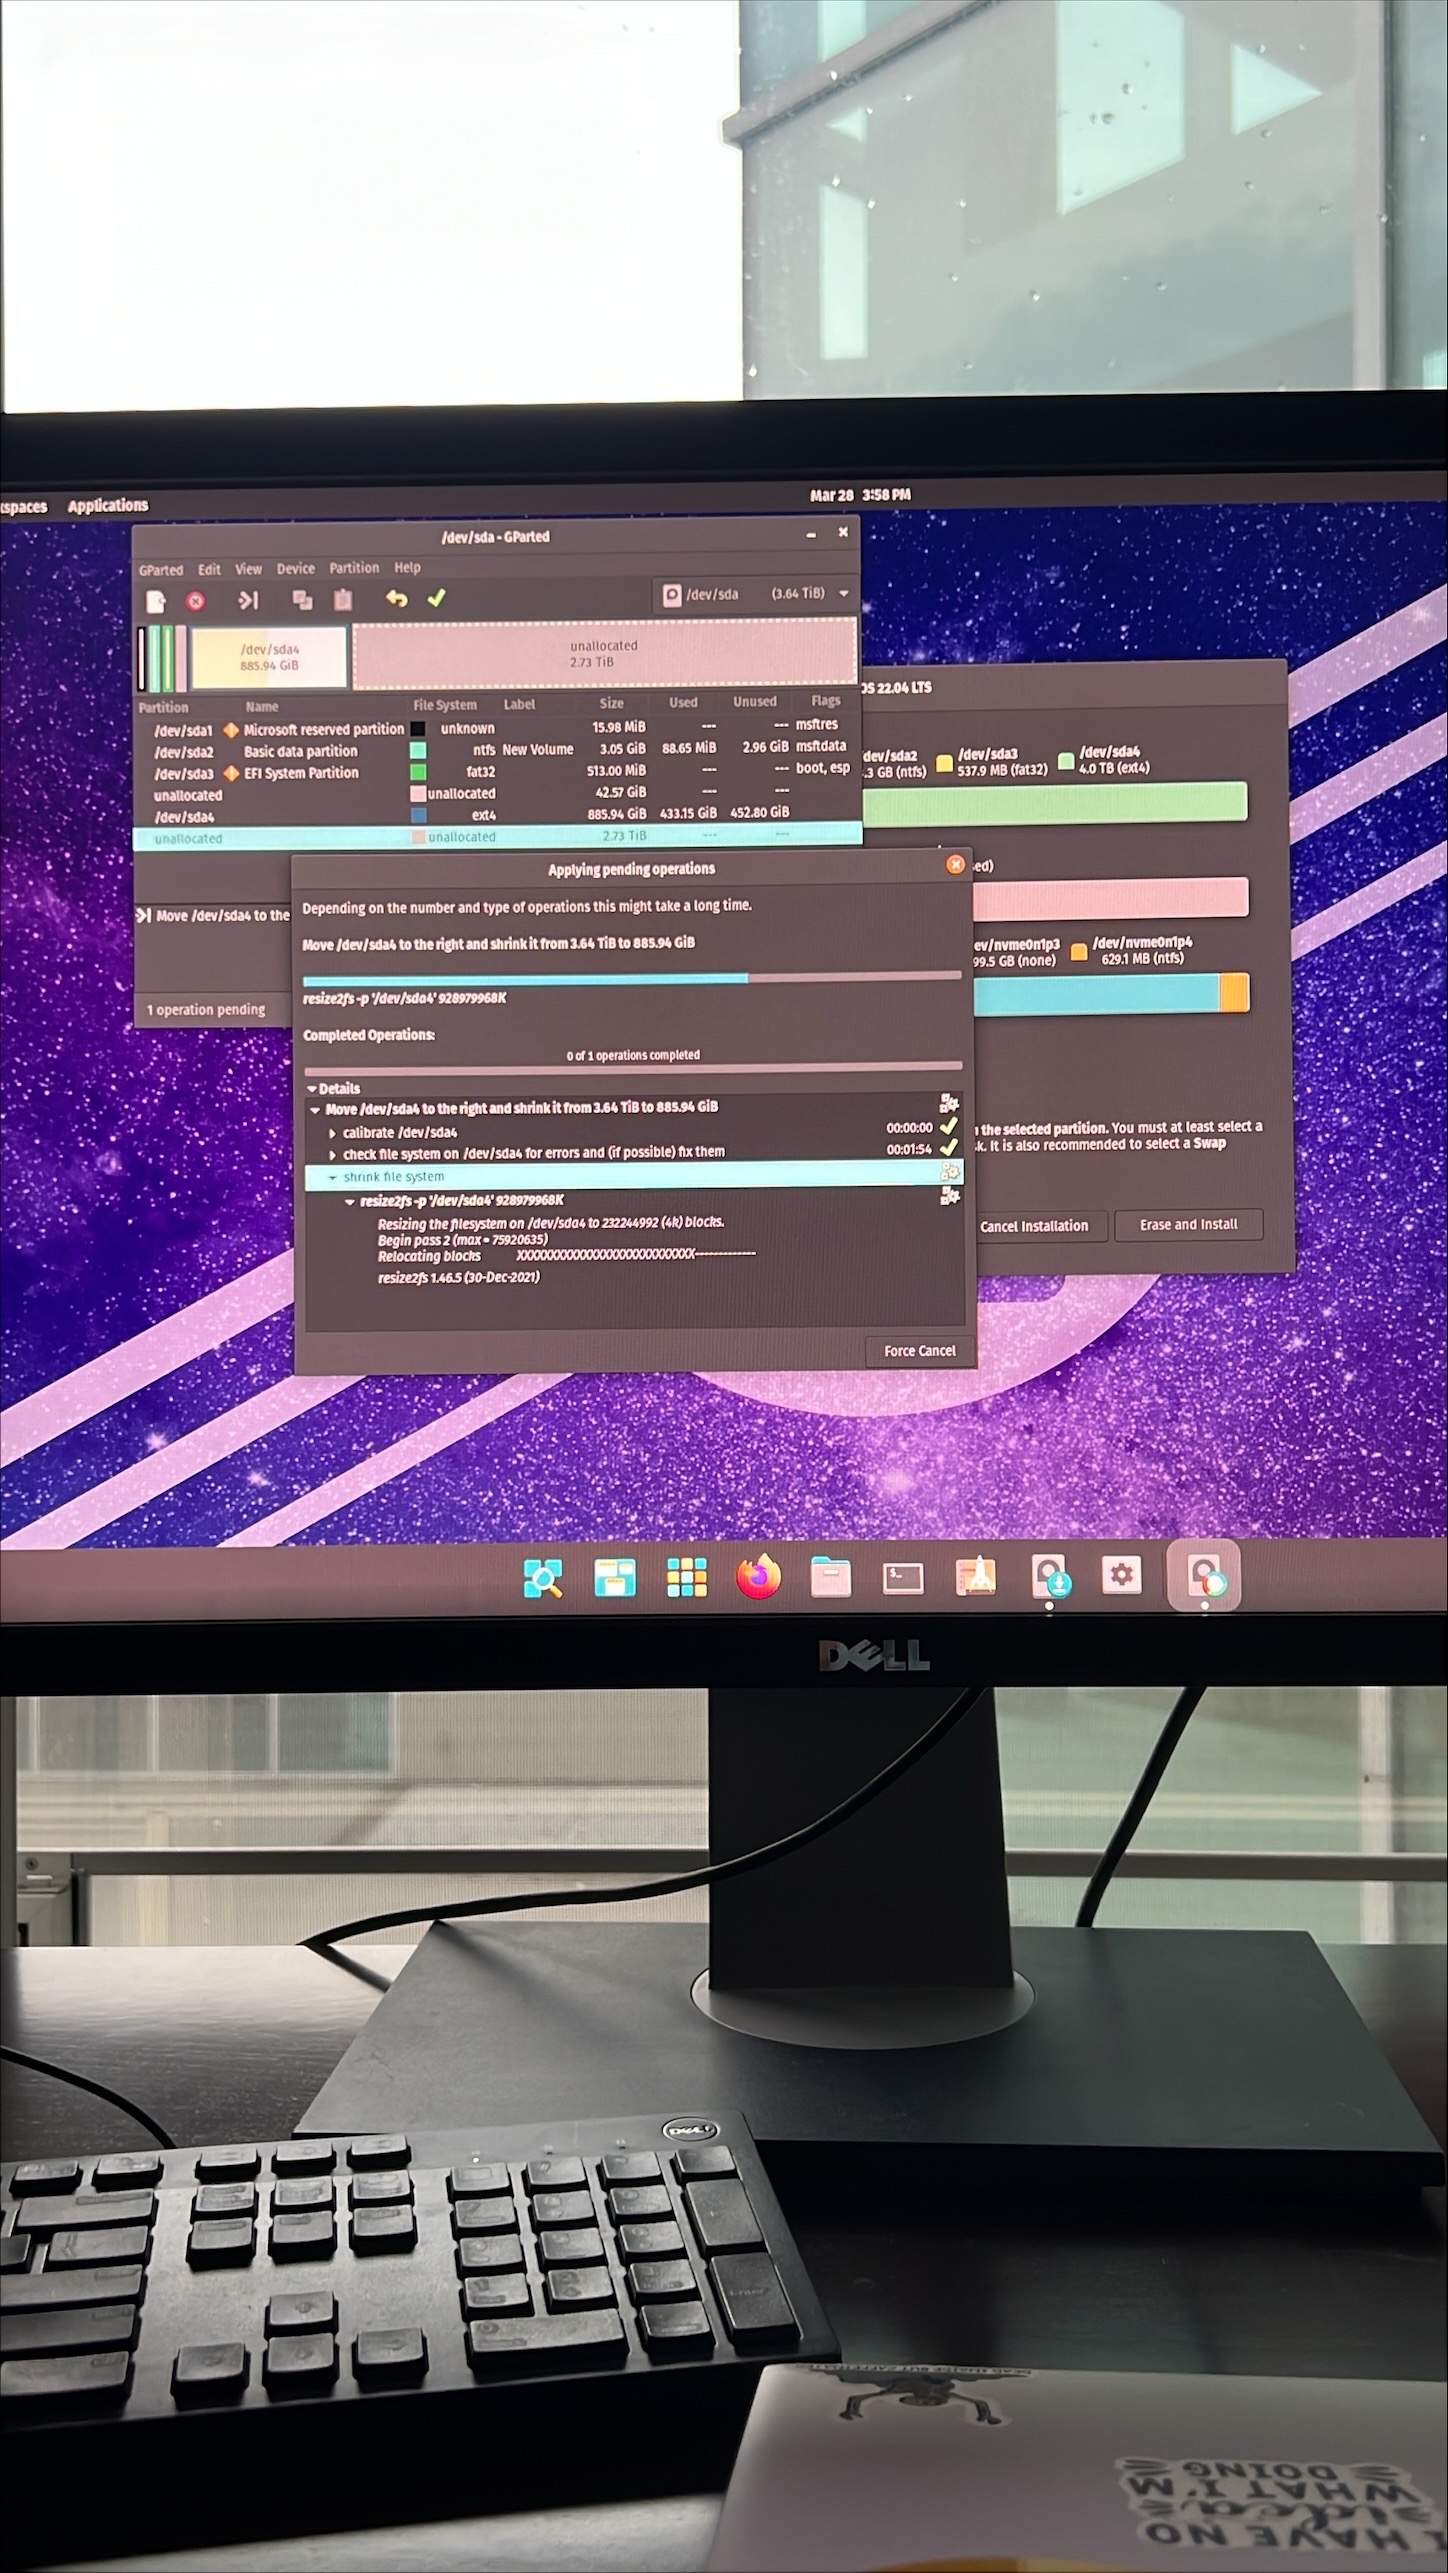 kspaces Applications
Mar 28 3:58 PM
/dev/sda - GParted
GParted Edit View Device Partition Help
/dev/sda (3.64 TiB)
/dev/sda4
885.94 GiB
unallocated
2.73 TiB
Partition Name File System Label Size Used Unused Flags
/dev/sda1 Microsoft reserved partition unknown 15.98 MiB --- --- msftres
/dev/sda2 Basic data partition ntfs New Volume 3.05 GiB 88.65 MiB 2.96 GiB msftdata
/dev/sda3 EFI System Partition fat32 513.00 MiB --- --- boot, esp
unallocated unallocated 42.57 GiB --- ---
/dev/sda4 ext4 885.94 GiB 433.15 GiB 452.80 GiB
unallocated unallocated 2.73 TiB --- ---
Move /dev/sda4 to the
1 operation pending
OS 22.04 LTS
dev/sda2 /dev/sda3 /dev/sda4
.3 GB (ntfs) 537.9 MB (fat32) 4.0 TB (ext4)
ed)
ev/nvme0n1p3 /dev/nvme0n1p4
99.5 GB (none) 629.1 MB (ntfs)
the selected partition. You must at least select a
k. It is also recommended to select a Swap
Cancel Installation Erase and Install
Applying pending operations
Depending on the number and type of operations this might take a long time.
Move /dev/sda4 to the right and shrink it from 3.64 TiB to 885.94 GiB
resize2fs -p '/dev/sda4' 928979968K
Completed Operations:
0 of 1 operations completed
Details
Move /dev/sda4 to the right and shrink it from 3.64 TiB to 885.94 GiB
calibrate /dev/sda4 00:00:00
check file system on /dev/sda4 for errors and (if possible) fix them 00:01:54
shrink file system
resize2fs -p '/dev/sda4' 928979968K
Resizing the filesystem on /dev/sda4 to 232244992 (4k) blocks.
Begin pass 2 (max = 75920635)
Relocating blocks XXXXXXXXXXXXXXXXXXXXXXXXXXXX------------
resize2fs 1.46.5 (30-Dec-2021)
Force Cancel
DELL
DELL
I HAVE NO
idea
WHAT I'M
DOING